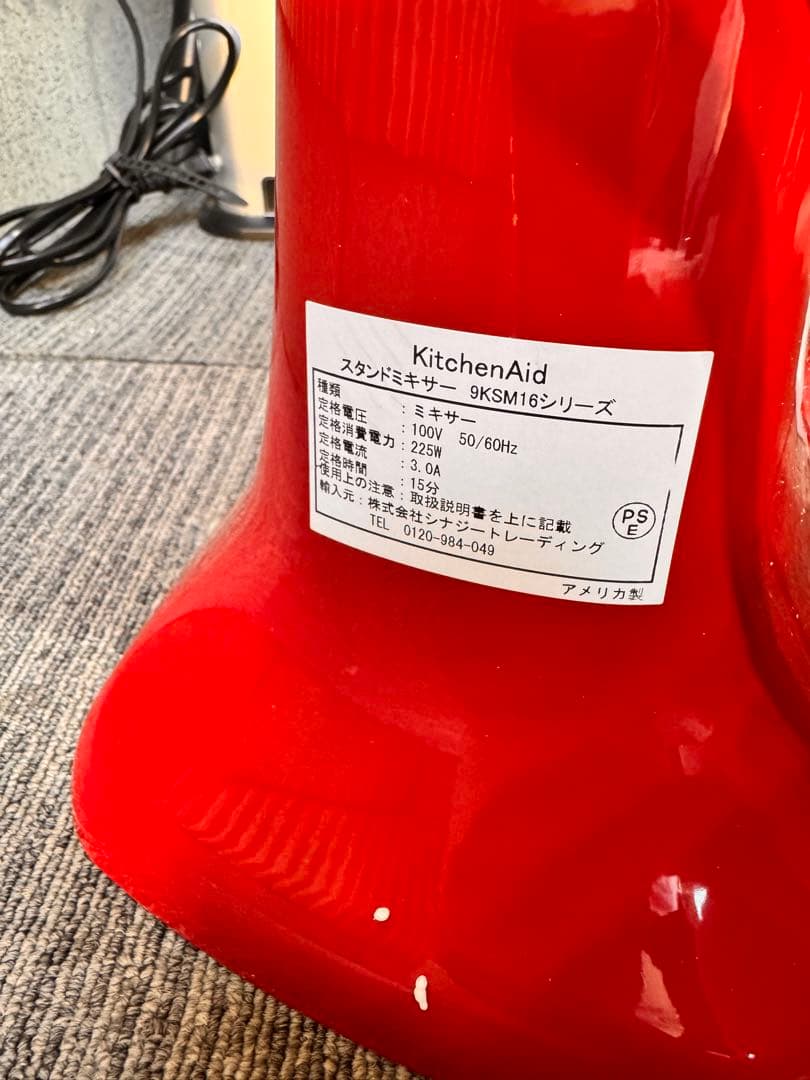 KitchenAid
スタンドミキサー 9KSM16シリーズ
種類 : ミキサー
定格電圧 : 100V 50/60Hz
定格消費電力 : 225W
定格電流 : 3.0A
定格時間 : 15分
使用上の注意 : 取扱説明書を上に記載
輸入元 : 株式会社シナジートレーディング
TEL 0120-984-049
PS
E
アメリカ製